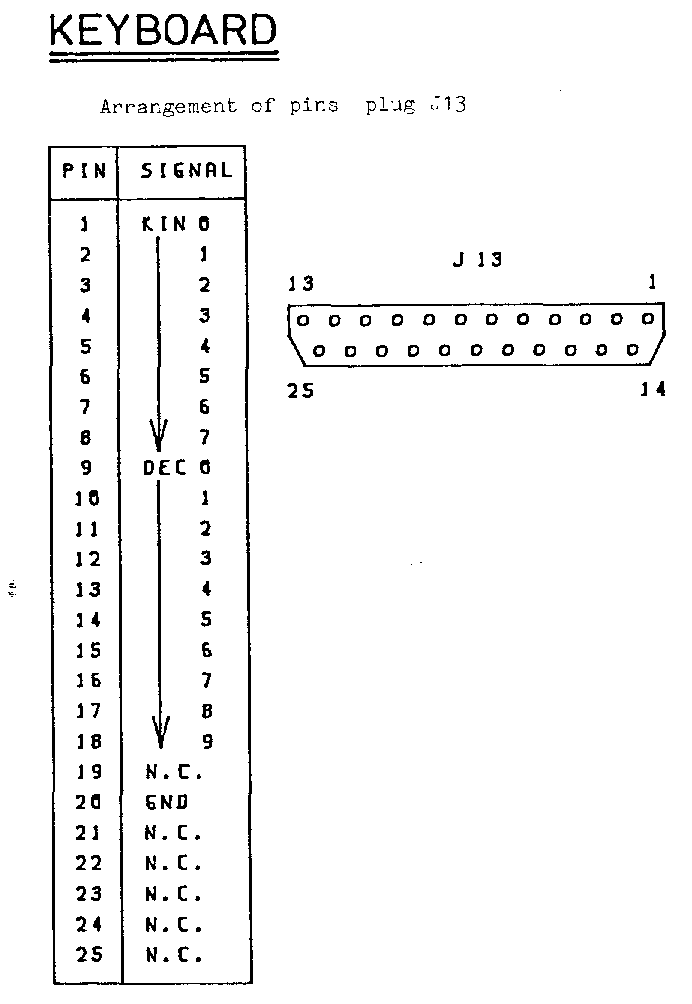 KEYBOARD
Arrangement of pins plug J13
PIN SIGNAL
1 KIN 0
2 1
3 2
4 3
5 4
6 5
7 6
8 7
9 DEC 0
10 1
11 2
12 3
13 4
14 5
15 6
16 7
17 8
18 9
19 N.C.
20 GND
21 N.C.
22 N.C.
23 N.C.
24 N.C.
25 N.C.
J 13
13 1
25 14